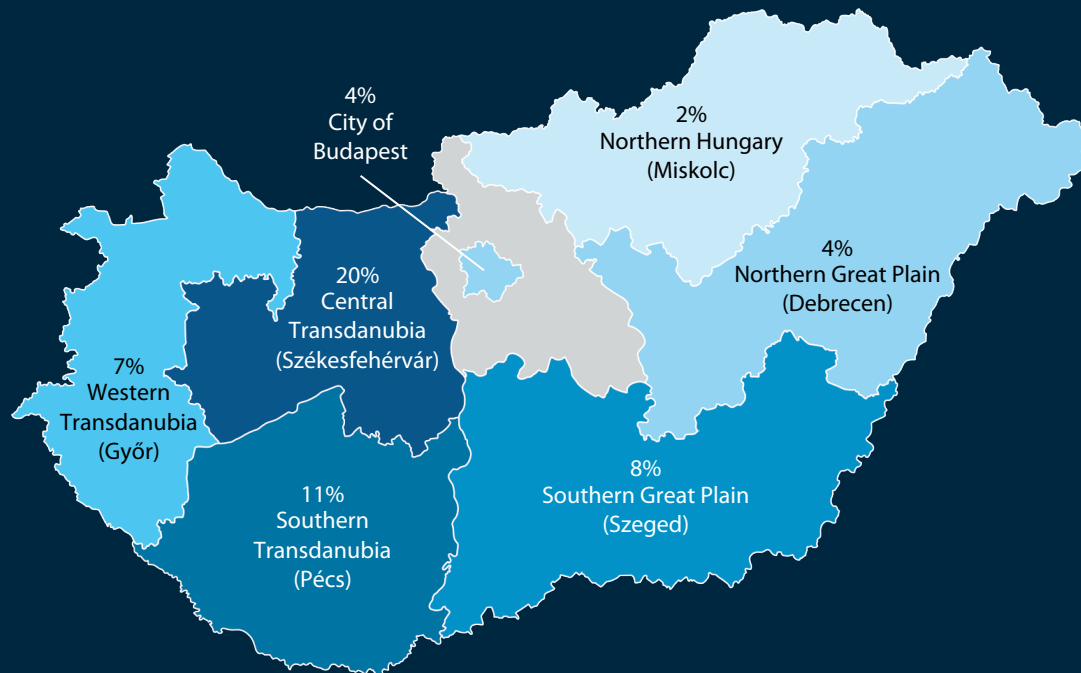 4%
City of
Budapest
2%
Northern Hungary
(Miskolc)
4%
Northern Great Plain
(Debrecen)
20%
Central
Transdanubia
(Székesfehérvár)
7%
Western
Transdanubia
(Győr)
8%
Southern Great Plain
(Szeged)
11%
Southern
Transdanubia
(Pécs)